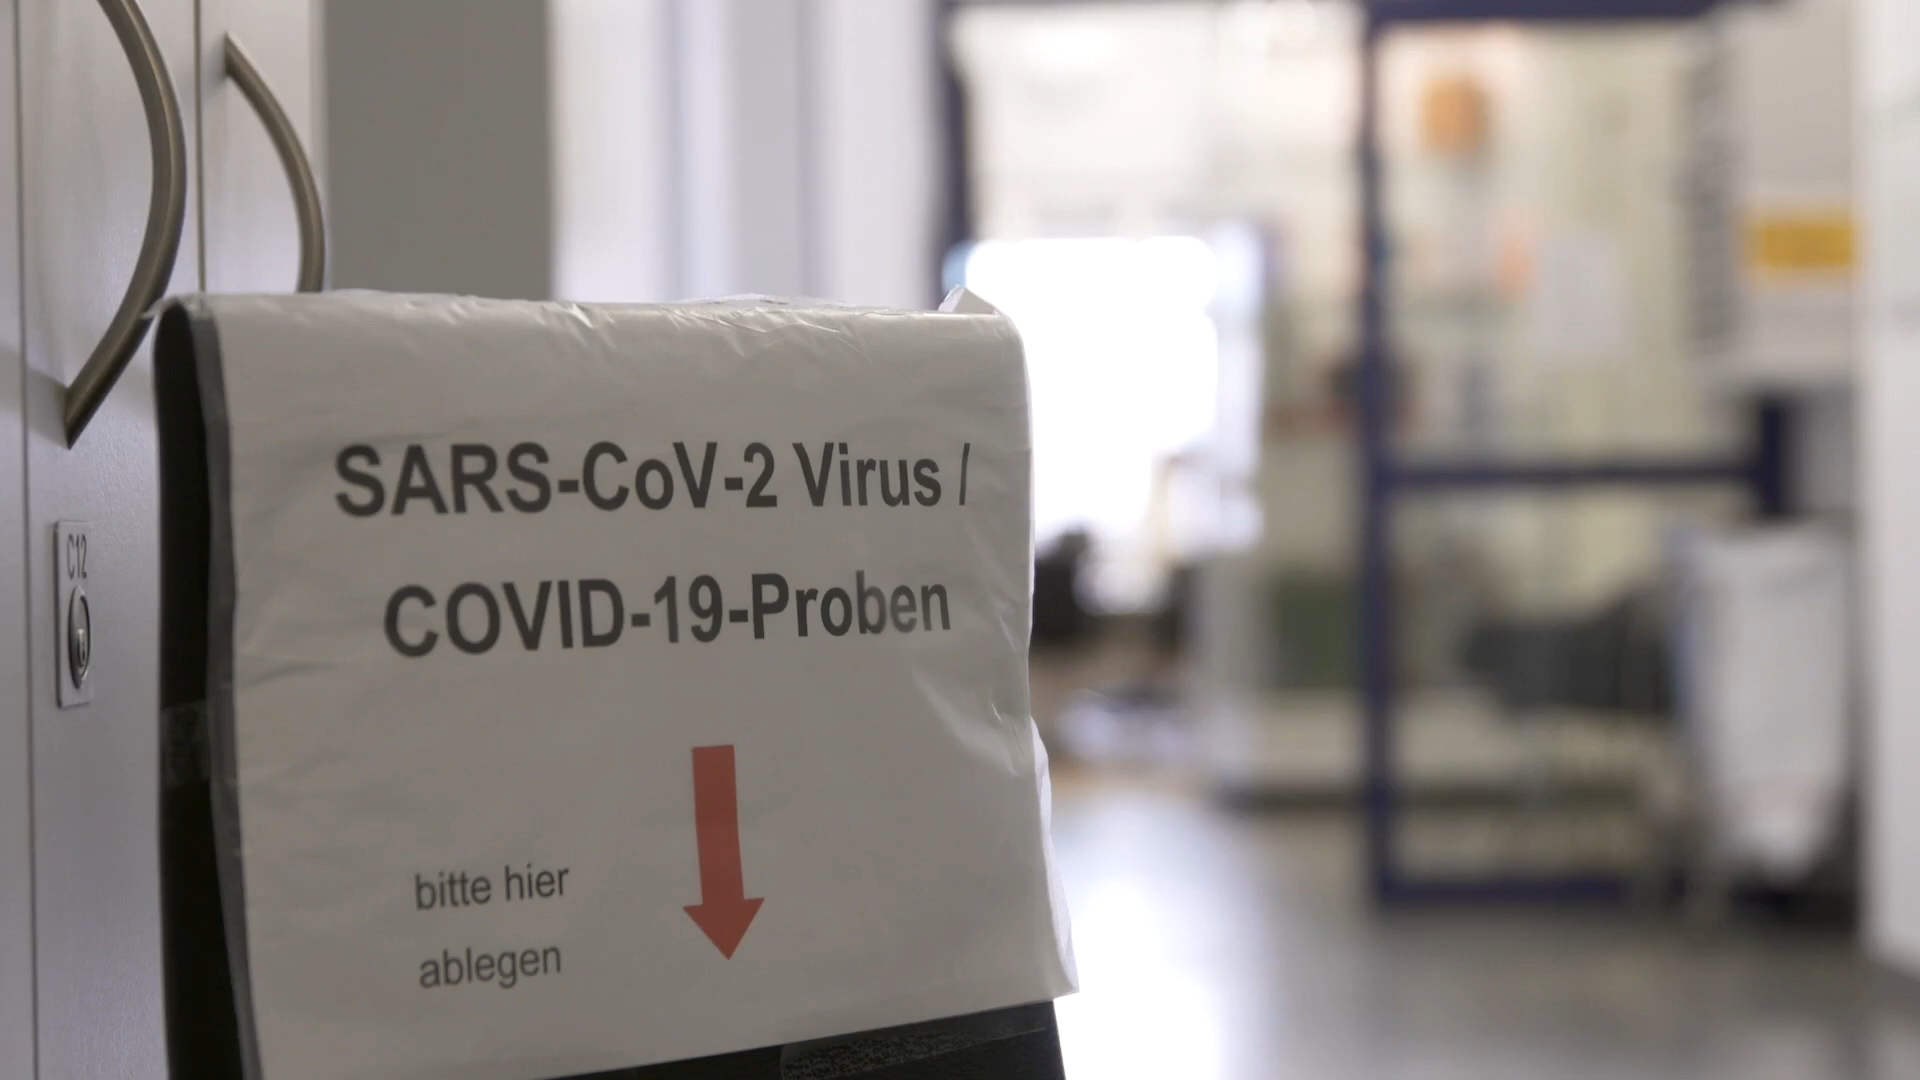 C12
SARS-CoV-2 Virus /
COVID-19-Proben
bitte hier
ablegen